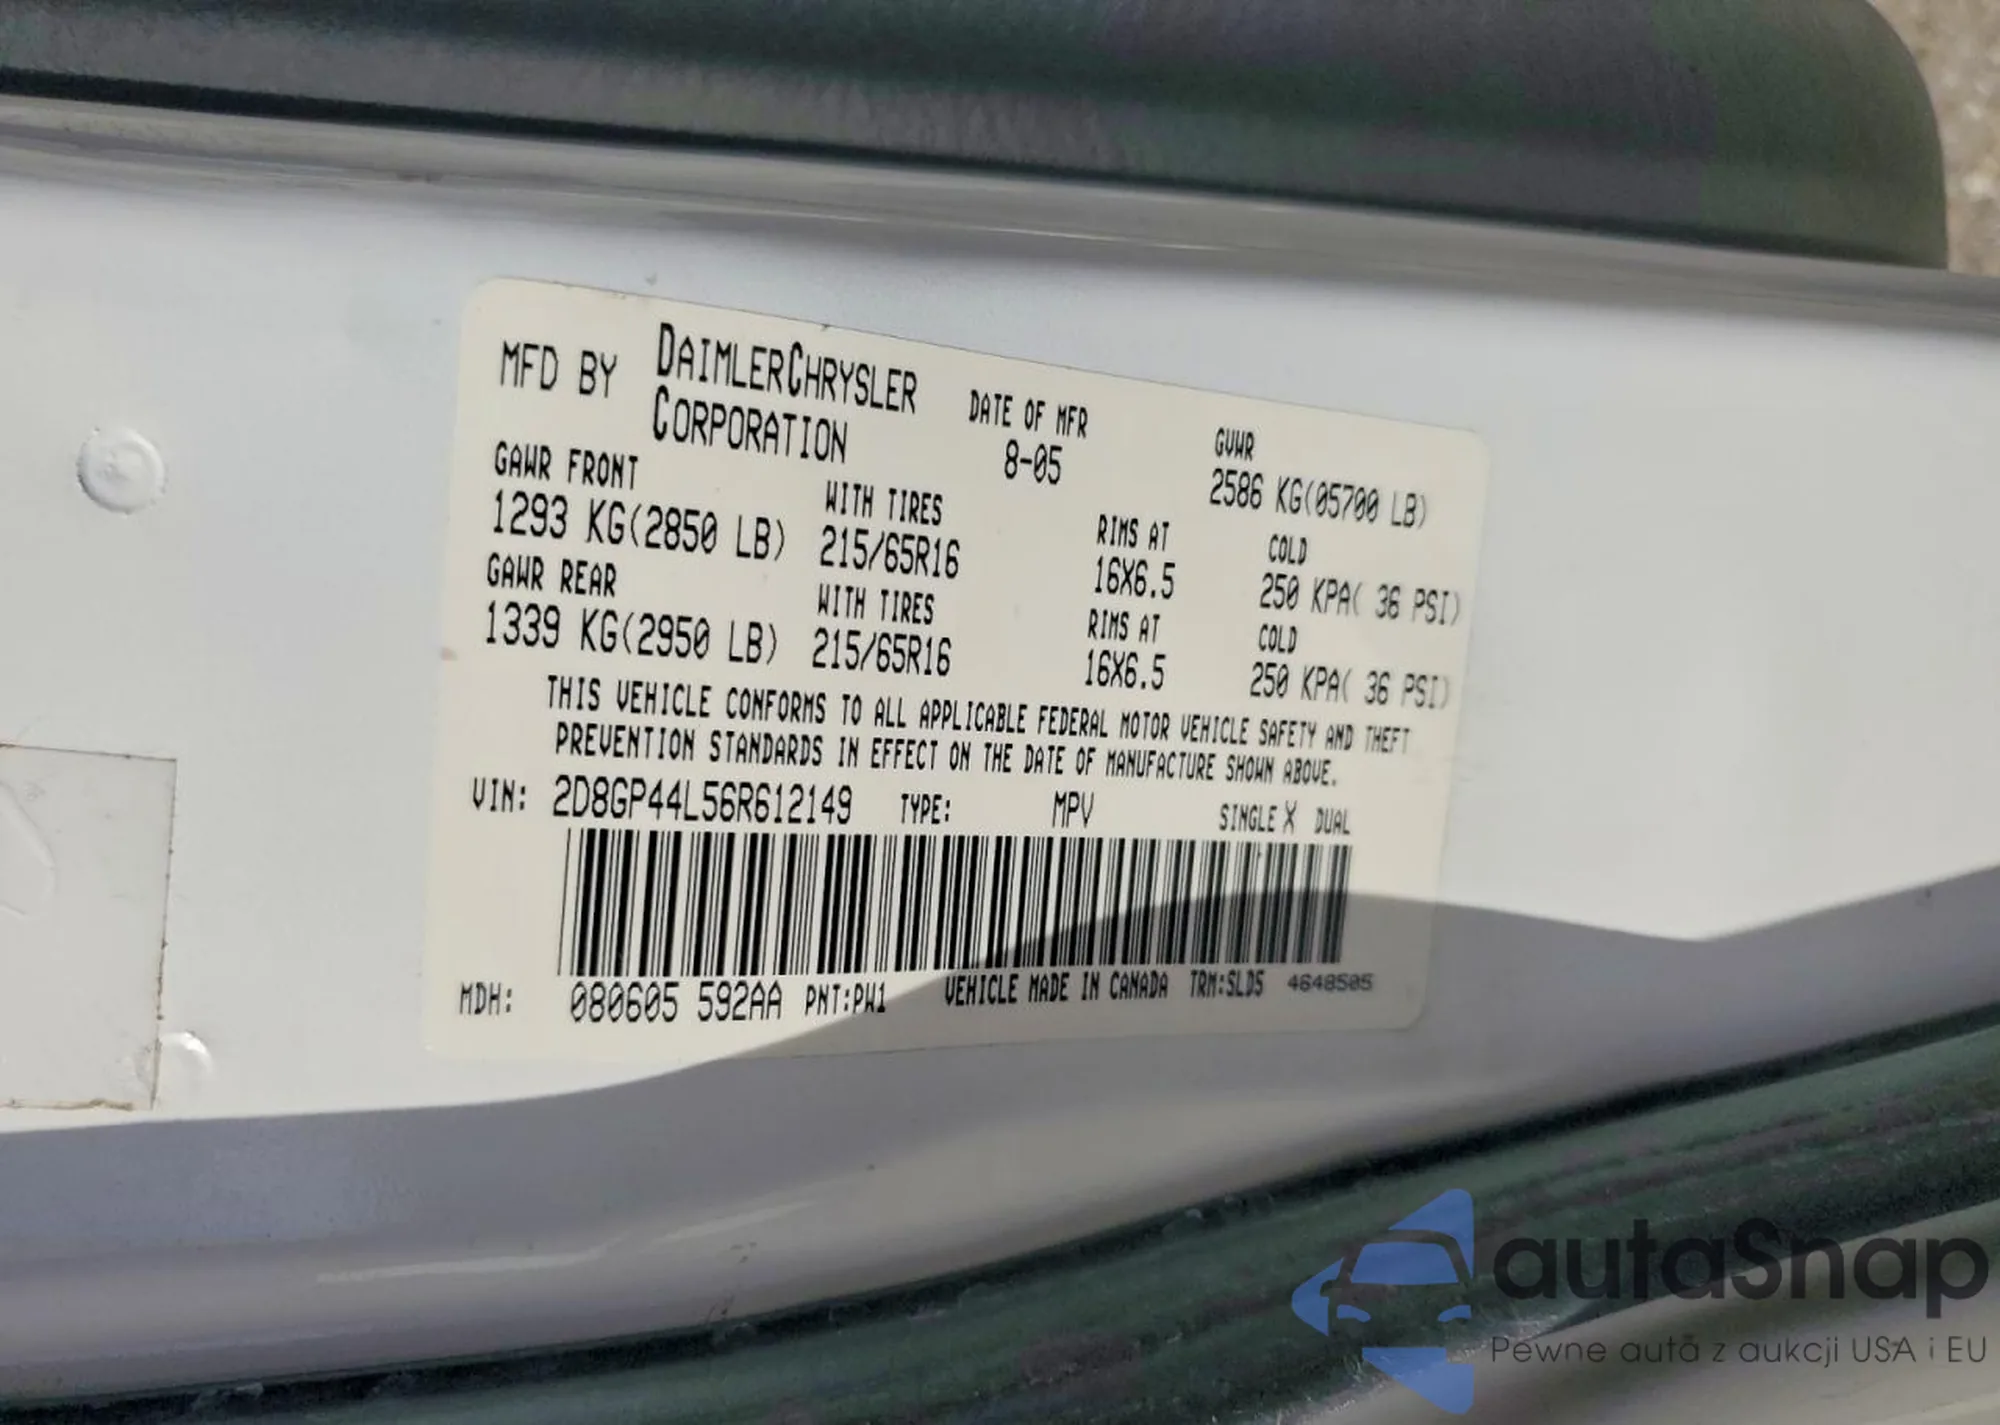 MFD BY DAIMLERCHRYSLER CORPORATION
DATE OF MFR 8-05
GVWR 2586 KG(05700 LB)
GAWR FRONT WITH TIRES RIMS AT COLD
1293 KG(2850 LB) 215/65R16 16X6.5 250 KPA( 36 PSI)
GAWR REAR WITH TIRES RIMS AT COLD
1339 KG(2950 LB) 215/65R16 16X6.5 250 KPA( 36 PSI)
THIS VEHICLE CONFORMS TO ALL APPLICABLE FEDERAL MOTOR VEHICLE SAFETY AND THEFT
PREVENTION STANDARDS IN EFFECT ON THE DATE OF MANUFACTURE SHOWN ABOVE.
VIN: 2D8GP44L56R612149 TYPE: MPV SINGLE X DUAL
MDH: 080605 592AA PNT:PW1 VEHICLE MADE IN CANADA TRM:SLD5 4648505
autaSnap
Pewne auta z aukcji USA i EU